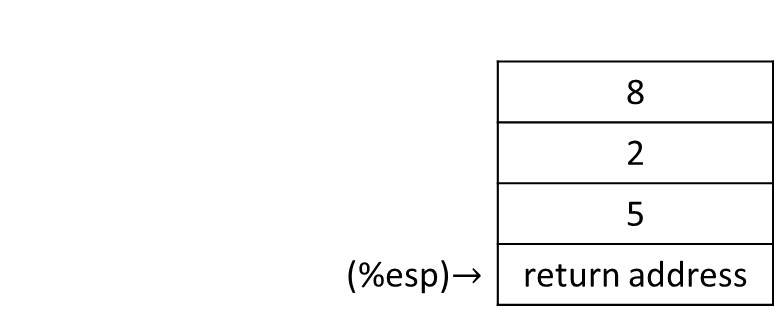 8
2
5
(%esp)→ return address